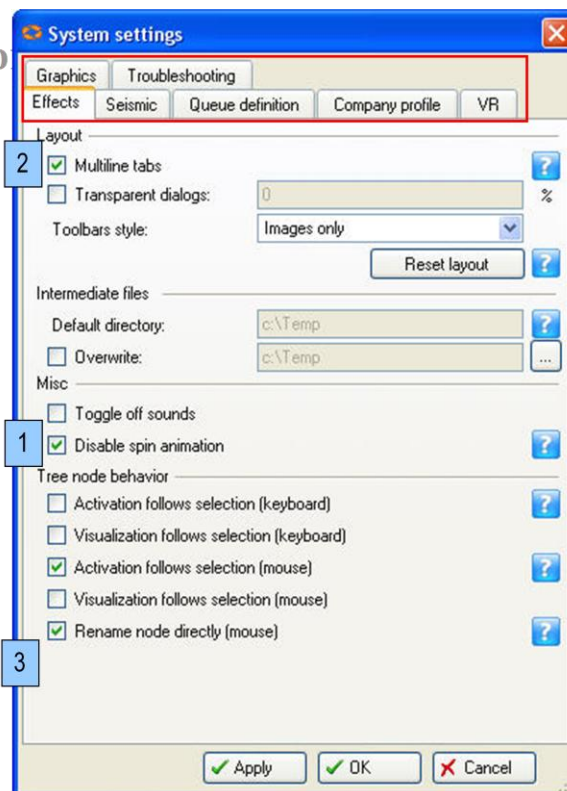 System settings
Graphics Troubleshooting
Effects Seismic Queue definition Company profile VR
Layout
2
Multiline tabs ?
Transparent dialogs: 0 %
Toolbars style: Images only
Reset layout ?
Intermediate files
Default directory: c:\Temp ?
Overwrite: c:\Temp ...
Misc
Toggle off sounds
1
Disable spin animation ?
Tree node behavior
Activation follows selection (keyboard) ?
Visualization follows selection (keyboard)
Activation follows selection (mouse) ?
Visualization follows selection (mouse)
Rename node directly (mouse) ?
3
Apply OK Cancel